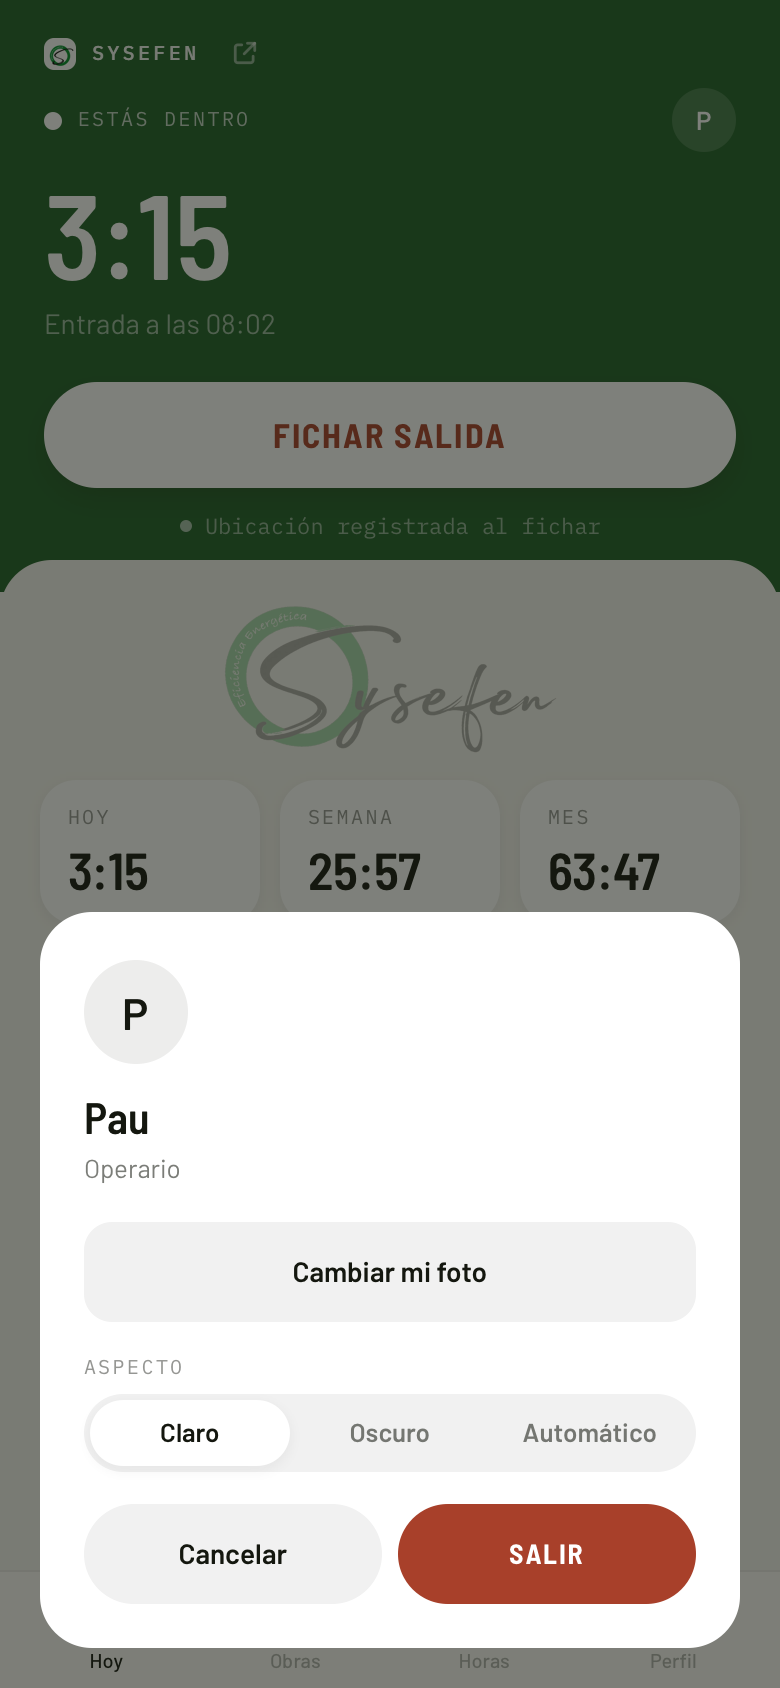 SYSEFEN
ESTÁS DENTRO
P
3:15
Entrada a las 08:02
FICHAR SALIDA
Ubicación registrada al fichar
Eficiencia Energética
Sysefen
HOY
SEMANA
MES
3:15
25:57
63:47
P
Pau
Operario
Cambiar mi foto
ASPECTO
Claro
Oscuro
Automático
Cancelar
SALIR
Hoy
Obras
Horas
Perfil